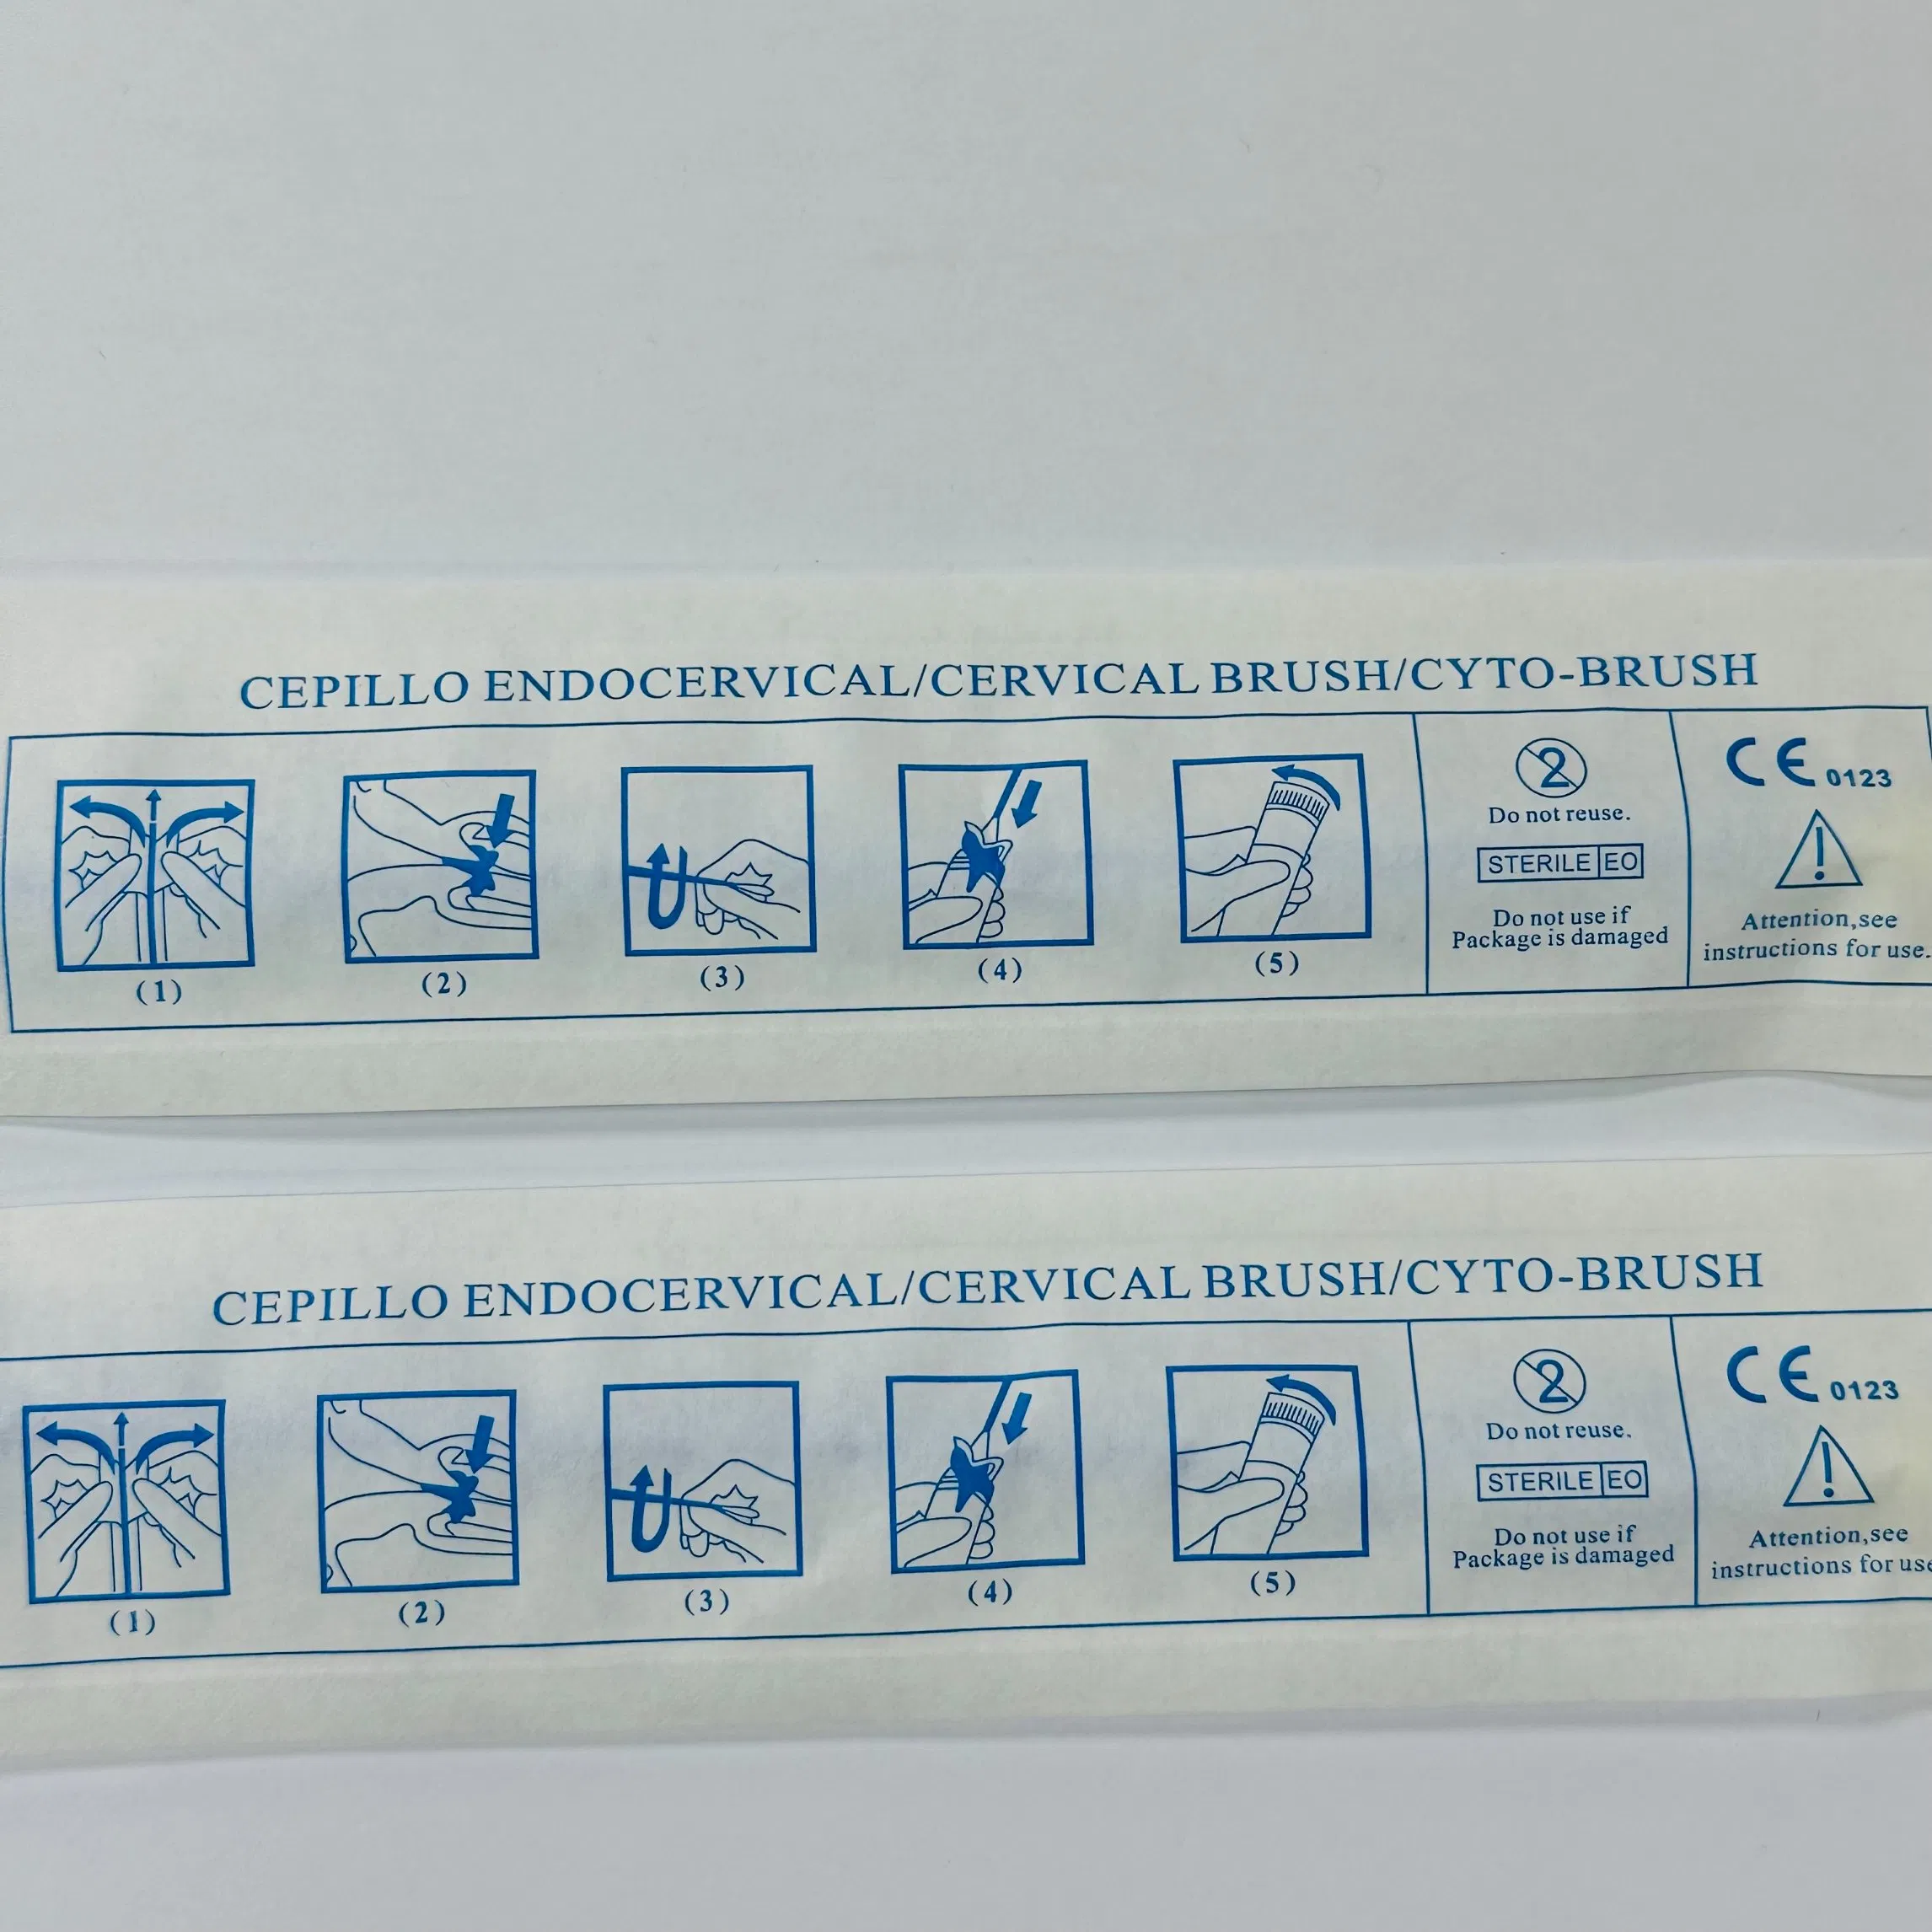 CEPILLO ENDOCERVICAL/CERVICAL BRUSH/CYTO-BRUSH
(1)
(2)
(3)
(4)
(5)
2
Do not reuse.
STERILE EO
Do not use if
Package is damaged
CE 0123
!
Attention,see
instructions for use.
CEPILLO ENDOCERVICAL/CERVICAL BRUSH/CYTO-BRUSH
(1)
(2)
(3)
(4)
(5)
2
Do not reuse.
STERILE EO
Do not use if
Package is damaged
CE 0123
!
Attention,see
instructions for use